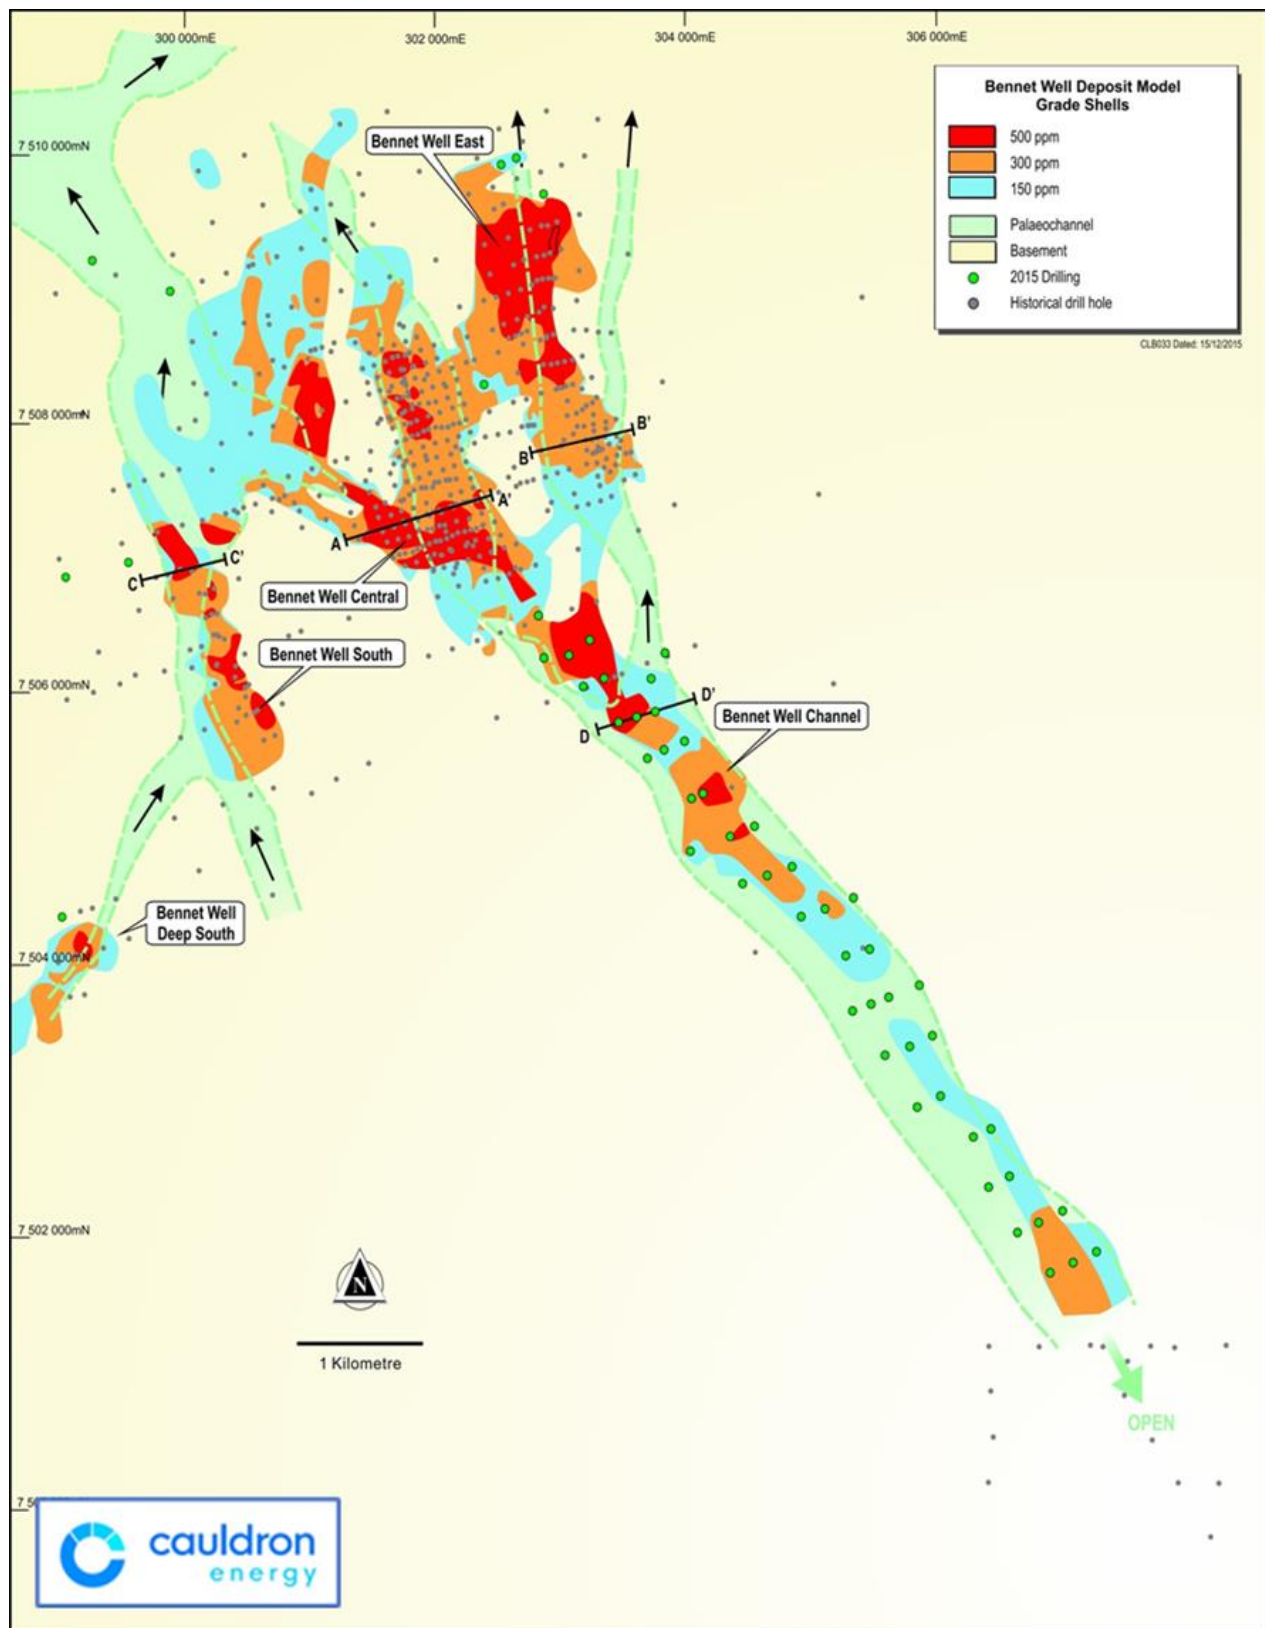 300 000mE
302 000mE
304 000mE
306 000mE
Bennet Well Deposit Model
Grade Shells
500 ppm
300 ppm
150 ppm
Palaeochannel
Basement
2015 Drilling
Historical drill hole
CLB033 Dated: 15/12/2015
7 510 000mN
Bennet Well East
7 508 000mN
B
B'
A
A'
C
C'
Bennet Well Central
Bennet Well South
7 506 000mN
D
D'
Bennet Well Channel
Bennet Well
Deep South
7 504 000mN
7 502 000mN
N
1 Kilometre
OPEN
cauldron
energy